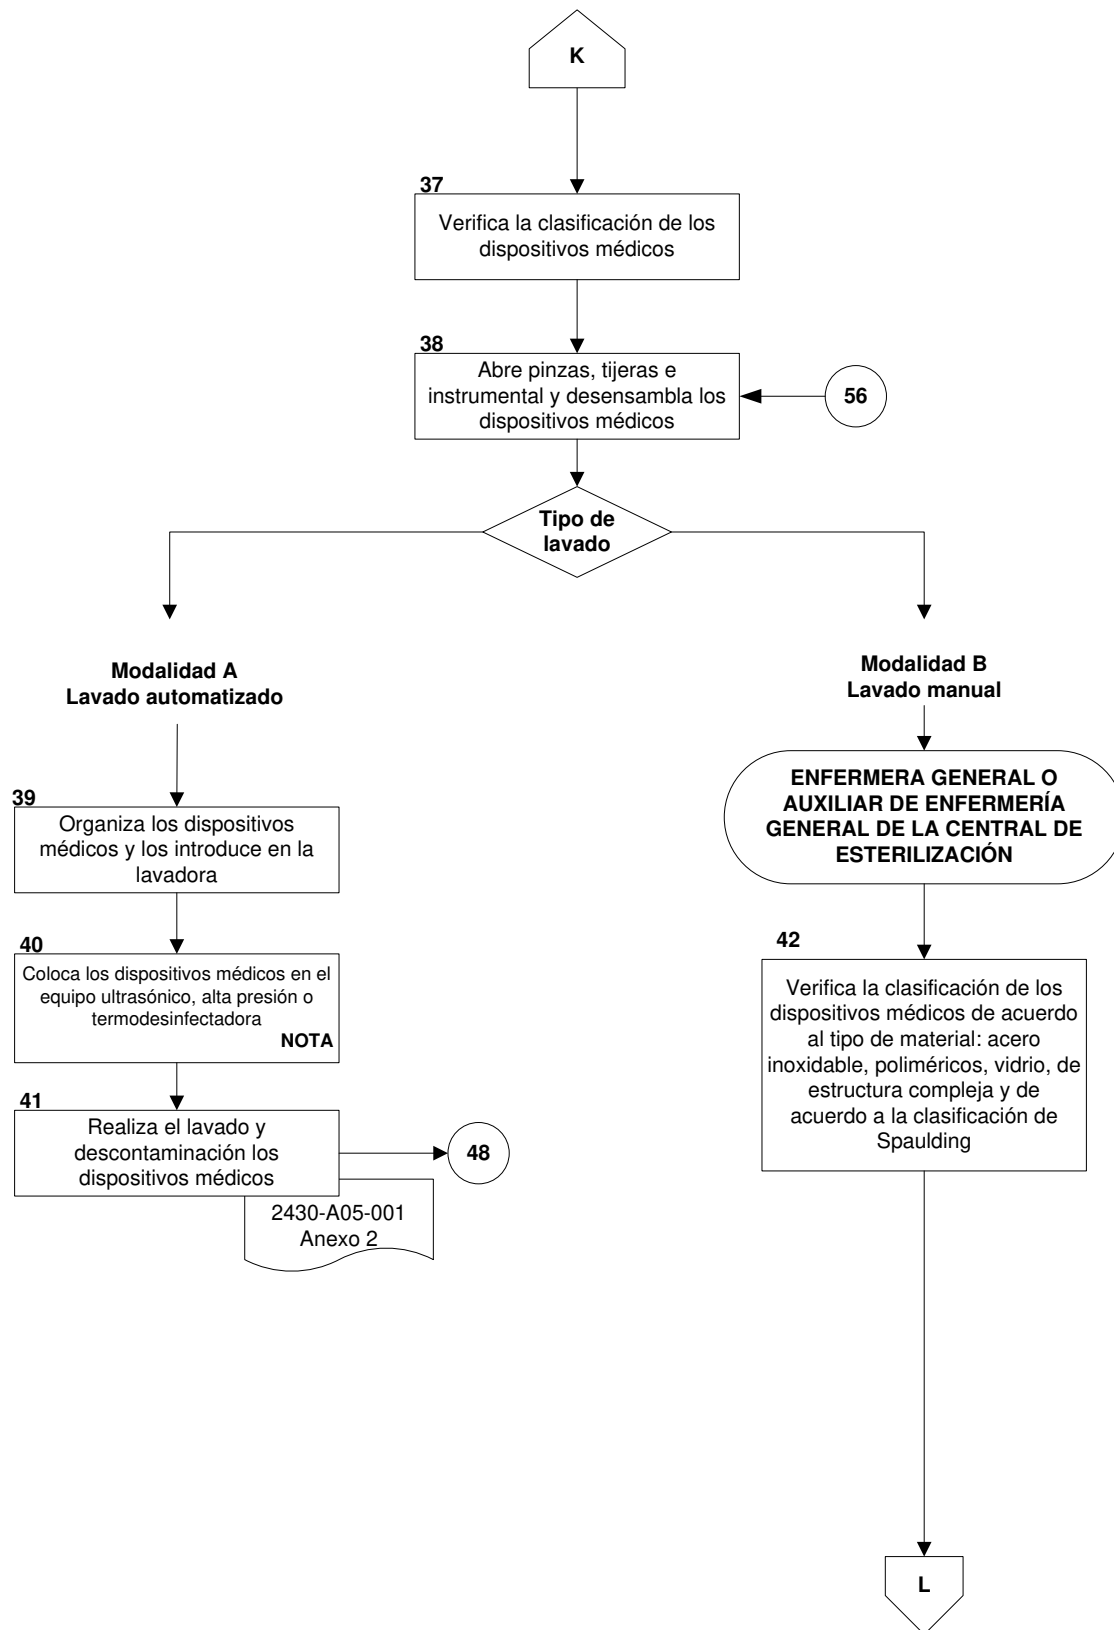 K
37
Verifica la clasificación de los
dispositivos médicos
38
Abre pinzas, tijeras e
instrumental y desensambla los
dispositivos médicos
56
Tipo de
lavado
Modalidad A
Lavado automatizado
39
Organiza los dispositivos
médicos y los introduce en la
lavadora
40
Coloca los dispositivos médicos en el
equipo ultrasónico, alta presión o
termodesinfectadora
NOTA
41
Realiza el lavado y
descontaminación los
dispositivos médicos
48
2430-A05-001
Anexo 2
Modalidad B
Lavado manual
ENFERMERA GENERAL O
AUXILIAR DE ENFERMERÍA
GENERAL DE LA CENTRAL DE
ESTERILIZACIÓN
42
Verifica la clasificación de los
dispositivos médicos de acuerdo
al tipo de material: acero
inoxidable, poliméricos, vidrio, de
estructura compleja y de
acuerdo a la clasificación de
Spaulding
L